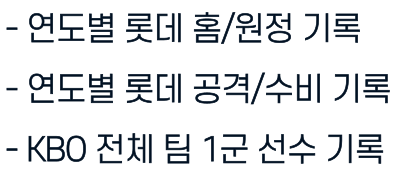 - 연도별 롯데 홈/원정 기록
- 연도별 롯데 공격/수비 기록
- KBO 전체 팀 1군 선수 기록